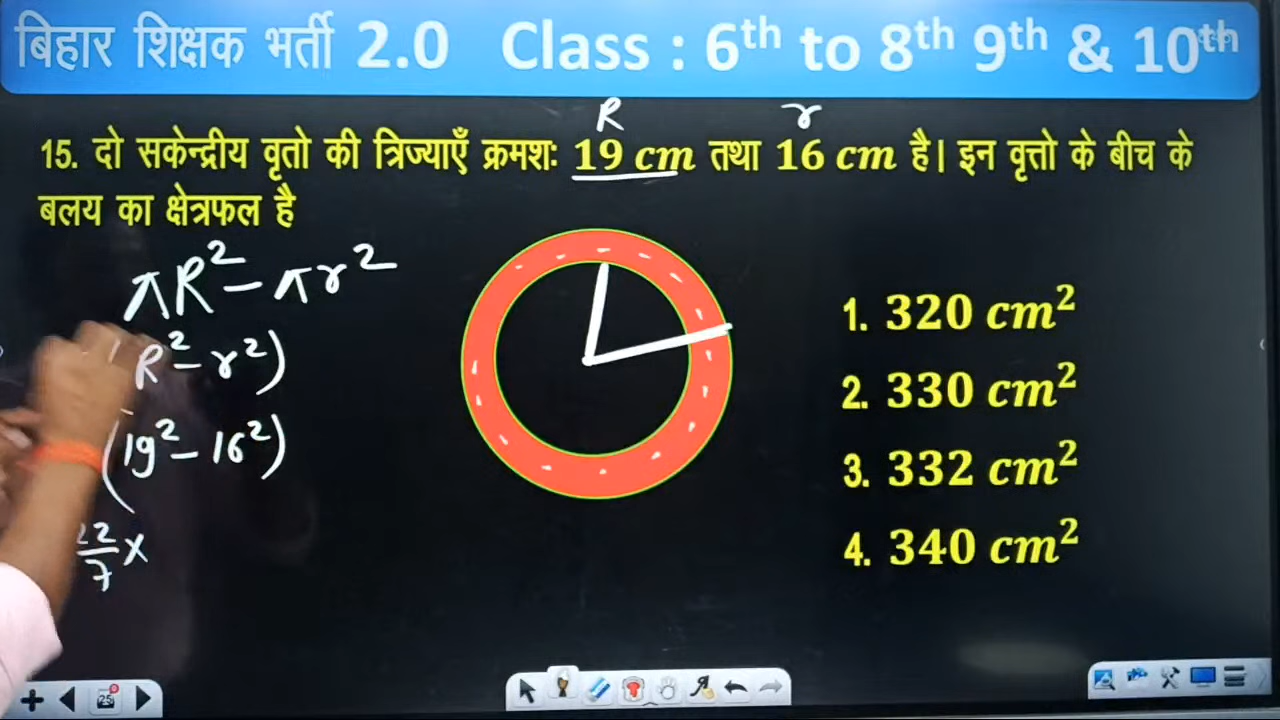 बिहार शिक्षक भर्ती 2.0 Class : 6th to 8th 9th & 10th
R r
15. दो सकेन्द्रीय वृतो की त्रिज्याएँ क्रमशः 19 cm तथा 16 cm है। इन वृत्तो के बीच के
बलय का क्षेत्रफल है
πR² − πr²
R² − r²)
(19² − 16²)
22/7 ×
1. 320 cm²
2. 330 cm²
3. 332 cm²
4. 340 cm²
25